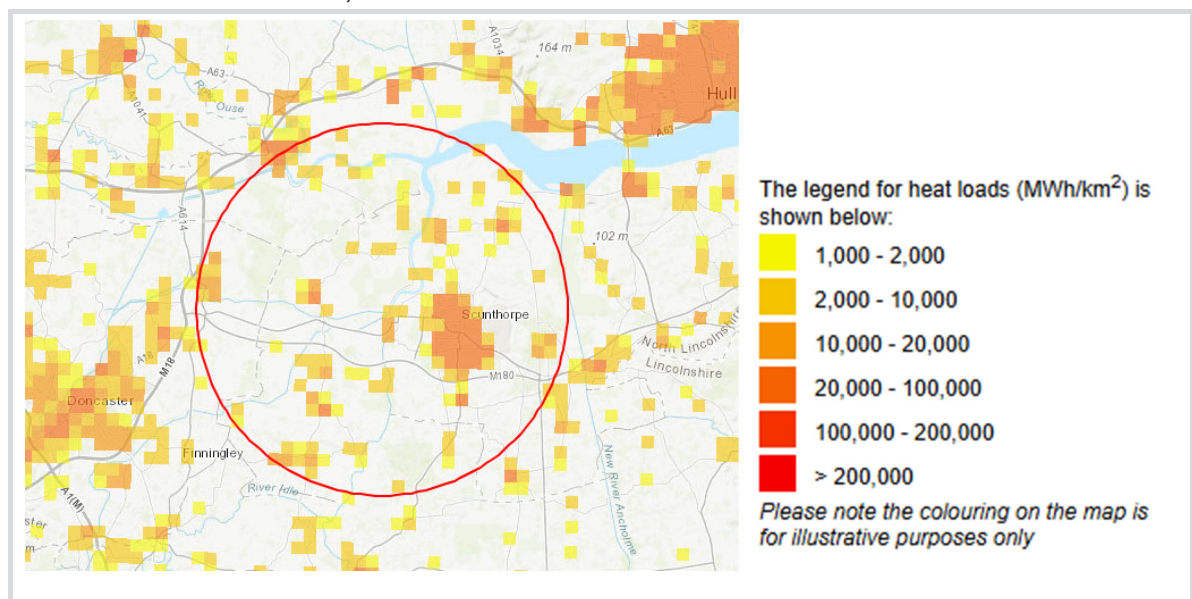 A1034
164 m
A63
A1041
River Ouse
Hull
A63
A614
102 m
Scunthorpe
North Lincolnshire
Lincolnshire
A18
M18
M180
Doncaster
Finningley
River Idle
New River Ancholme
A1(M)
ster
m
The legend for heat loads (MWh/km²) is
shown below:
1,000 - 2,000
2,000 - 10,000
10,000 - 20,000
20,000 - 100,000
100,000 - 200,000
> 200,000
Please note the colouring on the map is
for illustrative purposes only